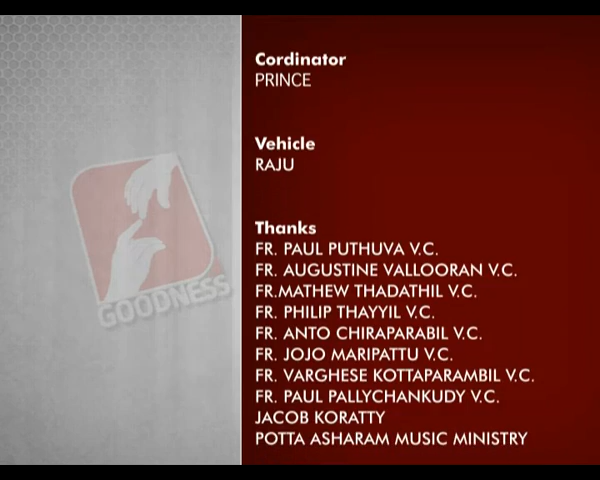 Cordinator
PRINCE
Vehicle
RAJU
Thanks
FR. PAUL PUTHUVA V.C.
FR. AUGUSTINE VALLOORAN V.C.
FR.MATHEW THADATHIL V.C.
FR. PHILIP THAYYIL V.C.
FR. ANTO CHIRAPARABIL V.C.
FR. JOJO MARIPATTU V.C.
FR. VARGHESE KOTTAPARAMBIL V.C.
FR. PAUL PALLYCHANKUDY V.C.
JACOB KORATTY
POTTA ASHARAM MUSIC MINISTRY
GOODNESS